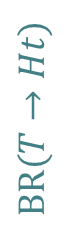 BR(T → Ht)